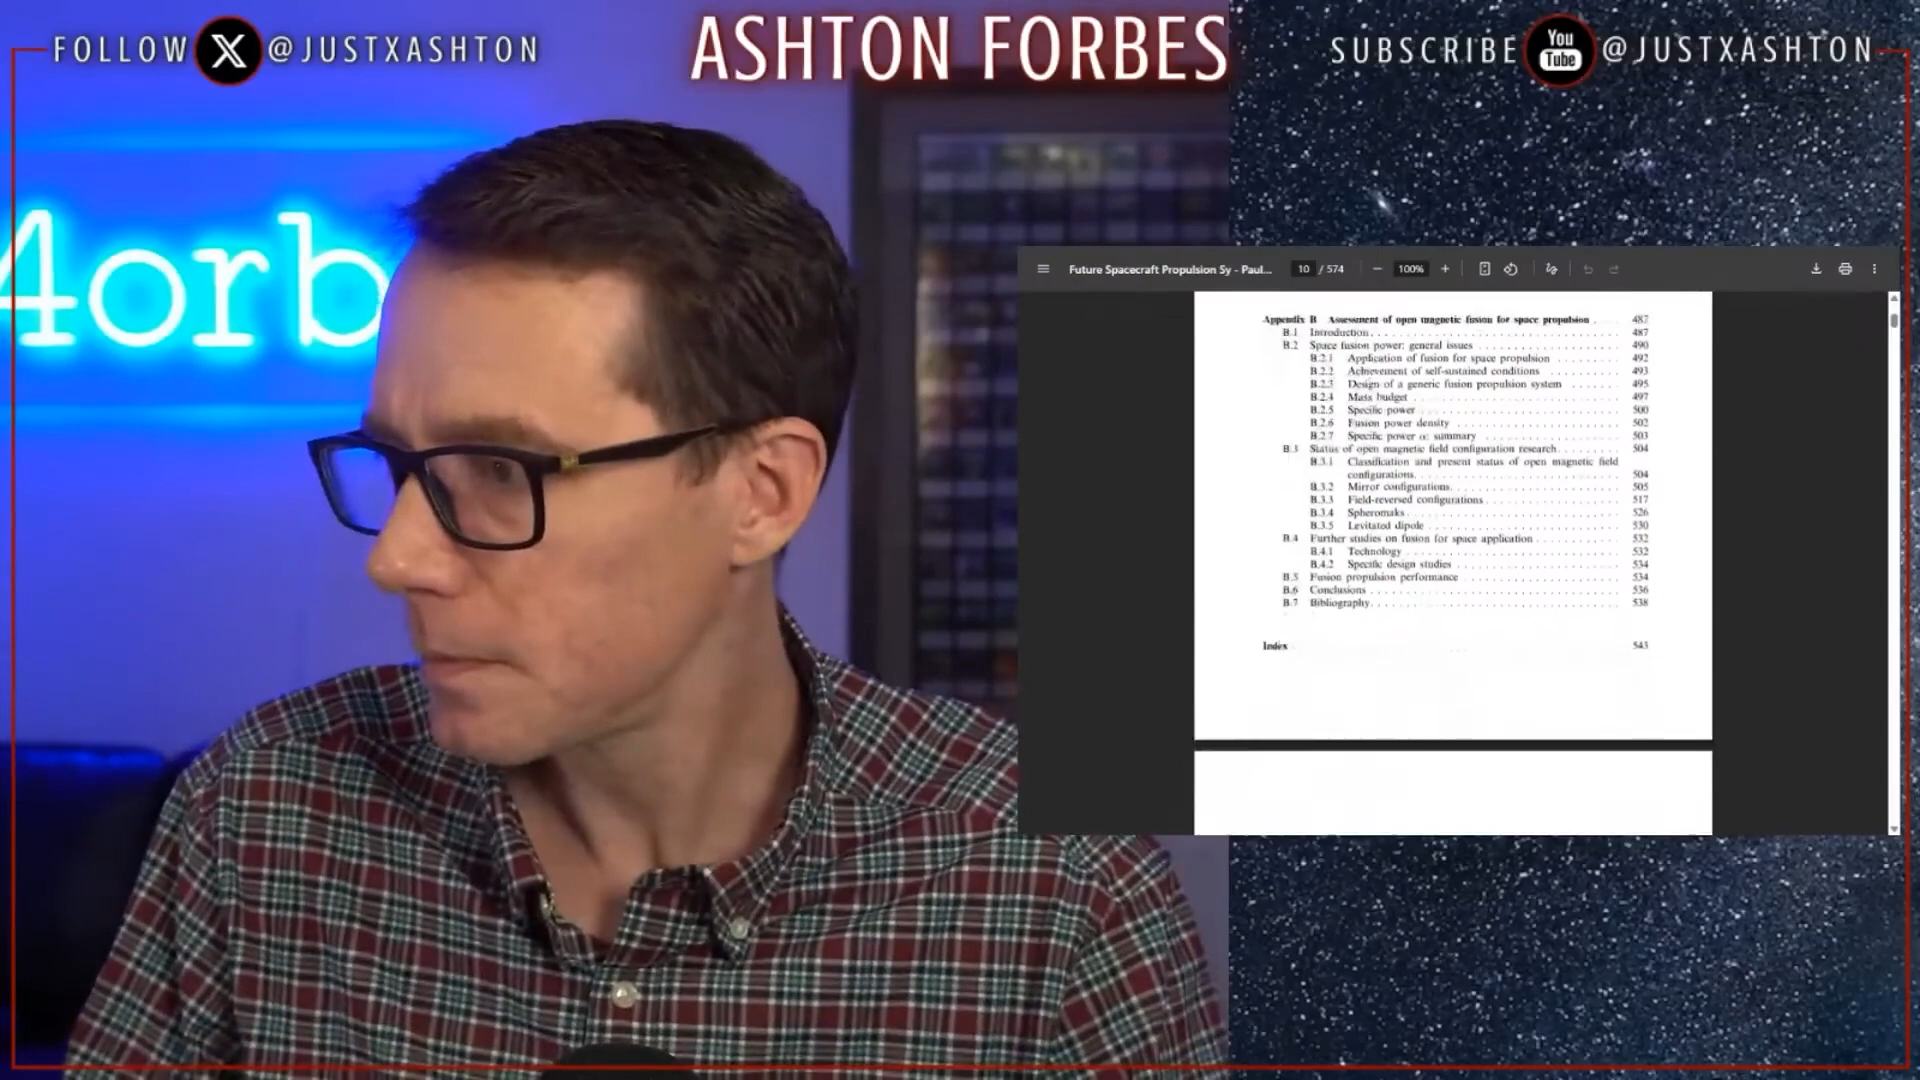 FOLLOW X @JUSTXASHTON
ASHTON FORBES
SUBSCRIBE You Tube @JUSTXASHTON
4orb
Future Spacecraft Propulsion Sy - Paul... 10 / 574 100%
Appendix B Assessment of open magnetic fusion for space propulsion 487
B.1 Introduction 487
B.2 Space fusion power: general issues 490
B.2.1 Application of fusion for space propulsion 492
B.2.2 Achievement of self-sustained conditions 493
B.2.3 Design of a generic fusion propulsion system 495
B.2.4 Mass budget 497
B.2.5 Specific power 500
B.2.6 Fusion power density 502
B.2.7 Specific power α: summary 503
B.3 Status of open magnetic field configuration research 504
B.3.1 Classification and present status of open magnetic field
configurations 504
B.3.2 Mirror configurations 505
B.3.3 Field-reversed configurations 517
B.3.4 Spheromaks 526
B.3.5 Levitated dipole 530
B.4 Further studies on fusion for space application 532
B.4.1 Technology 532
B.4.2 Specific design studies 534
B.5 Fusion propulsion performance 534
B.6 Conclusions 536
B.7 Bibliography 538
Index 543